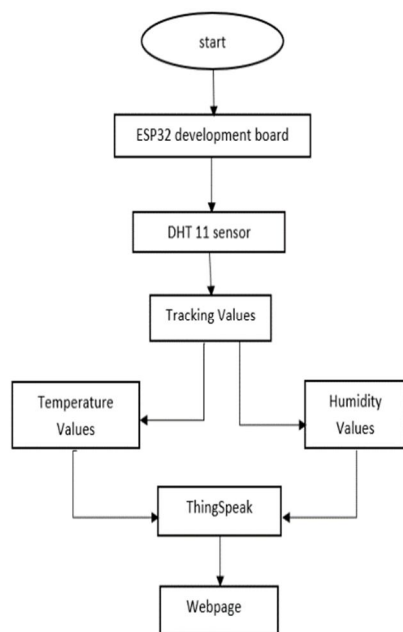 start
ESP32 development board
DHT 11 sensor
Tracking Values
Temperature
Values
Humidity
Values
ThingSpeak
Webpage